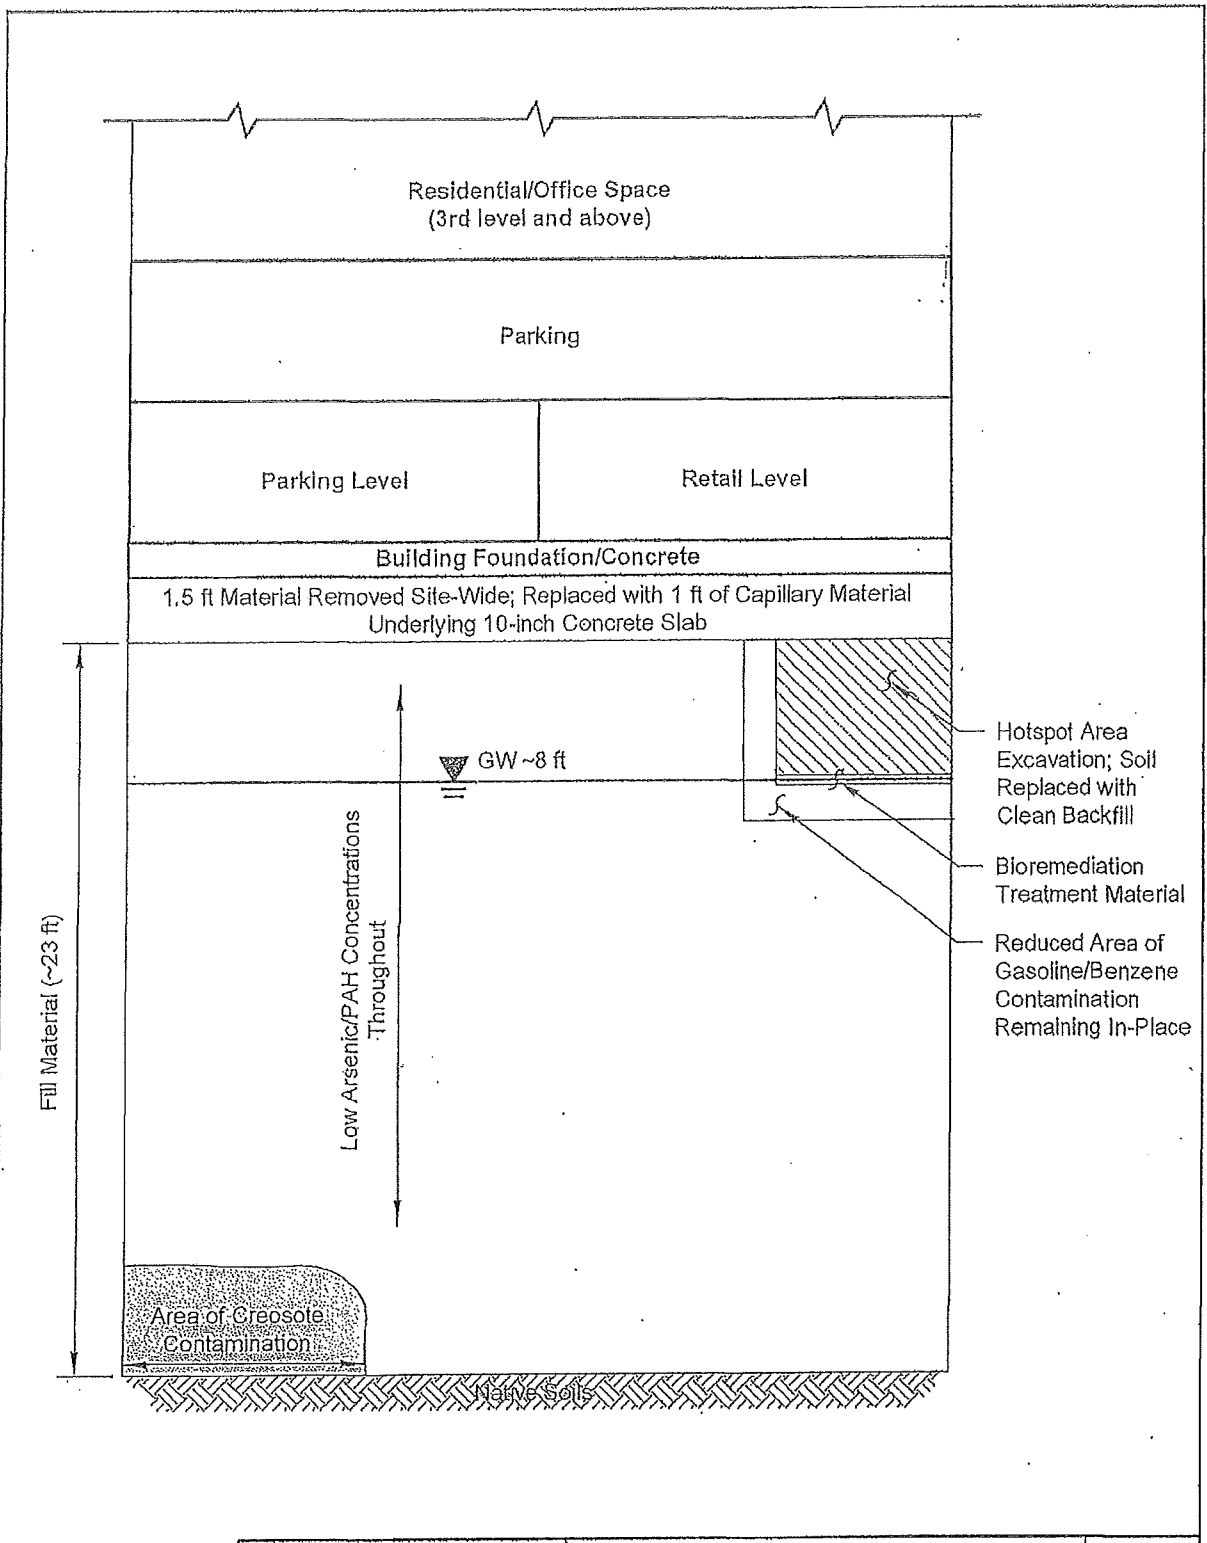 Residential/Office Space
(3rd level and above)
Parking
Parking Level
Retail Level
Building Foundation/Concrete
1.5 ft Material Removed Site-Wide; Replaced with 1 ft of Capillary Material
Underlying 10-inch Concrete Slab
GW ~8 ft
Hotspot Area
Excavation; Soil
Replaced with
Clean Backfill
Bioremediation
Treatment Material
Reduced Area of
Gasoline/Benzene
Contamination
Remaining In-Place
Low Arsenic/PAH Concentrations
Throughout
Fill Material (~23 ft)
Area of Creosote
Contamination
Native Soils